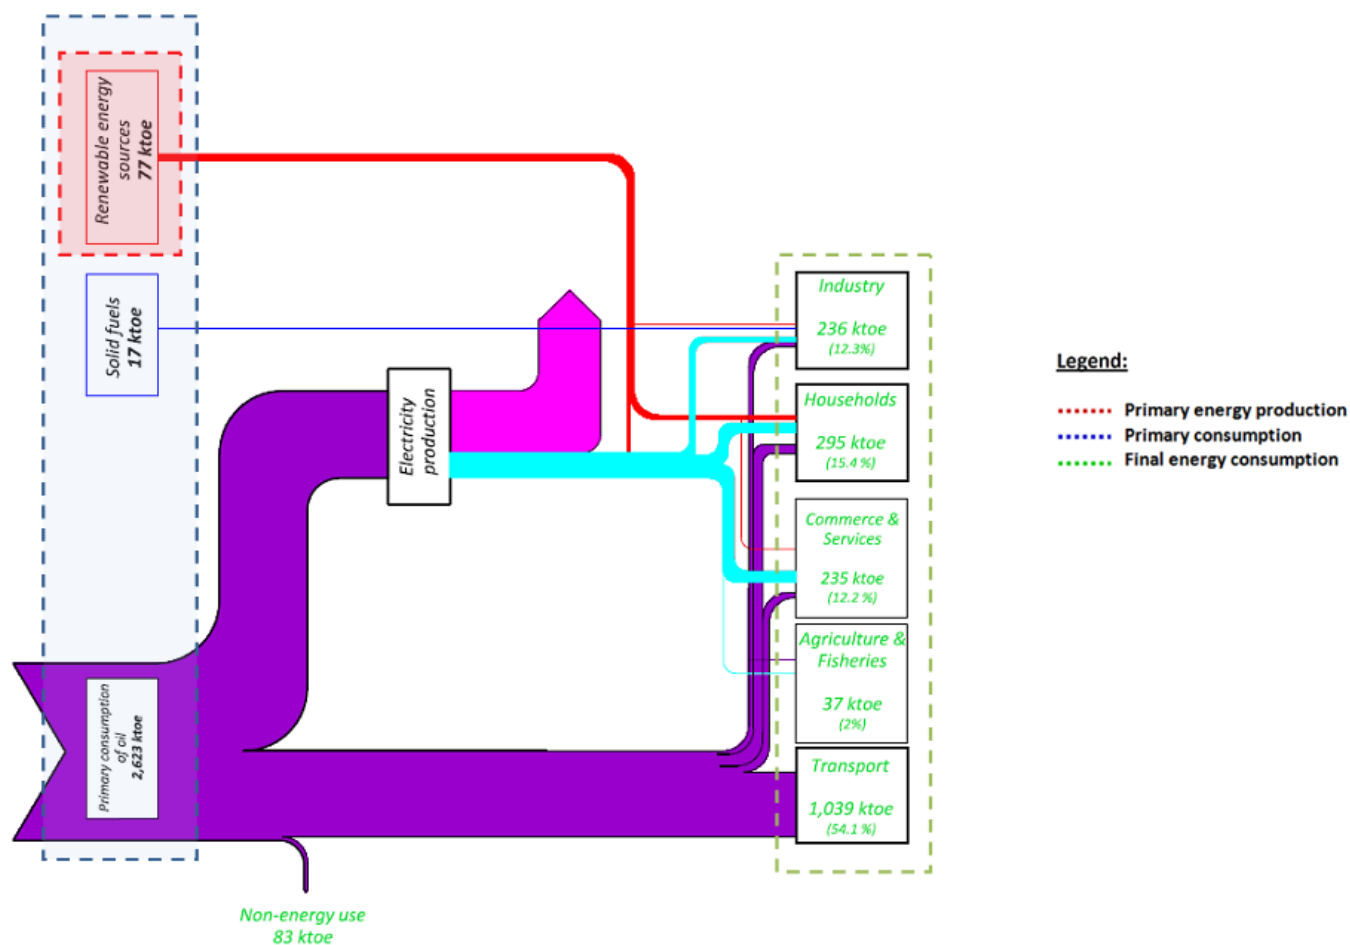 Renewable energy
sources
77 ktoe
Solid fuels
17 ktoe
Primary consumption
of oil
2,623 ktoe
Electricity
production
Non-energy use
83 ktoe
Industry
236 ktoe
(12.3%)
Households
295 ktoe
(15.4 %)
Commerce &
Services
235 ktoe
(12.2 %)
Agriculture &
Fisheries
37 ktoe
(2%)
Transport
1,039 ktoe
(54.1 %)
Legend:
Primary energy production
Primary consumption
Final energy consumption